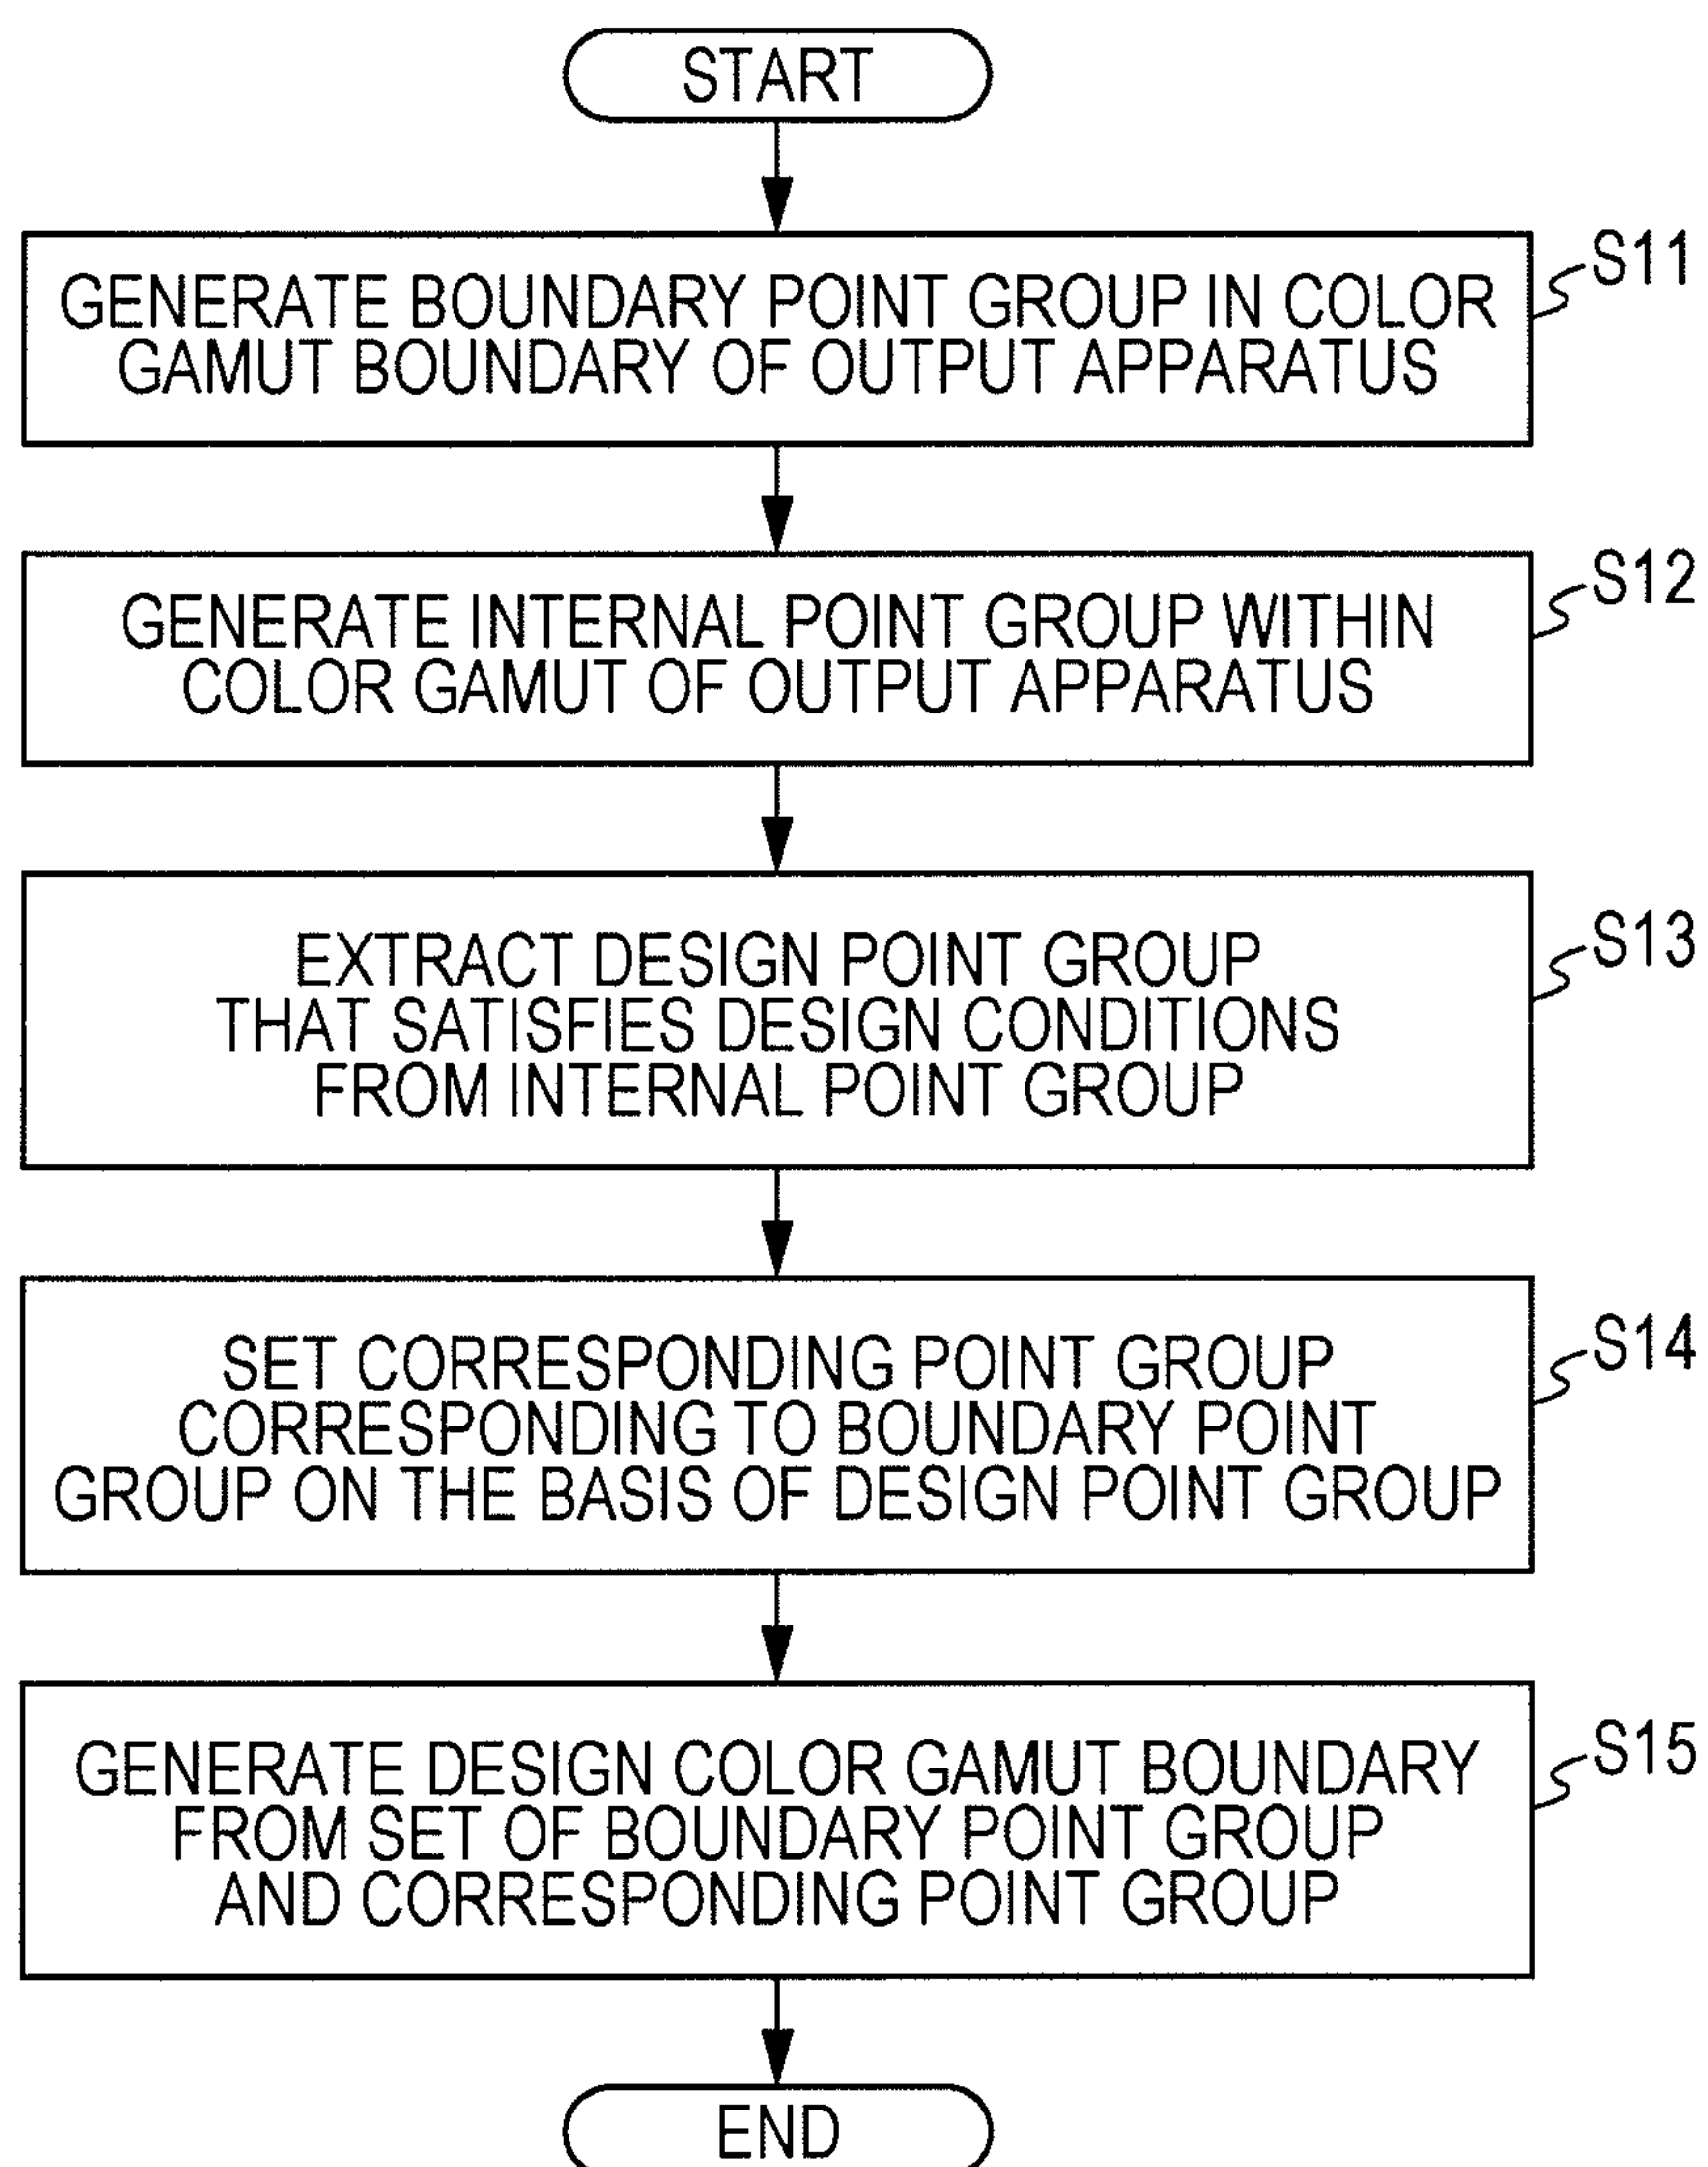 START
GENERATE BOUNDARY POINT GROUP IN COLOR
GAMUT BOUNDARY OF OUTPUT APPARATUS
S11
GENERATE INTERNAL POINT GROUP WITHIN
COLOR GAMUT OF OUTPUT APPARATUS
S12
EXTRACT DESIGN POINT GROUP
THAT SATISFIES DESIGN CONDITIONS
FROM INTERNAL POINT GROUP
S13
SET CORRESPONDING POINT GROUP
CORRESPONDING TO BOUNDARY POINT
GROUP ON THE BASIS OF DESIGN POINT GROUP
S14
GENERATE DESIGN COLOR GAMUT BOUNDARY
FROM SET OF BOUNDARY POINT GROUP
AND CORRESPONDING POINT GROUP
S15
END